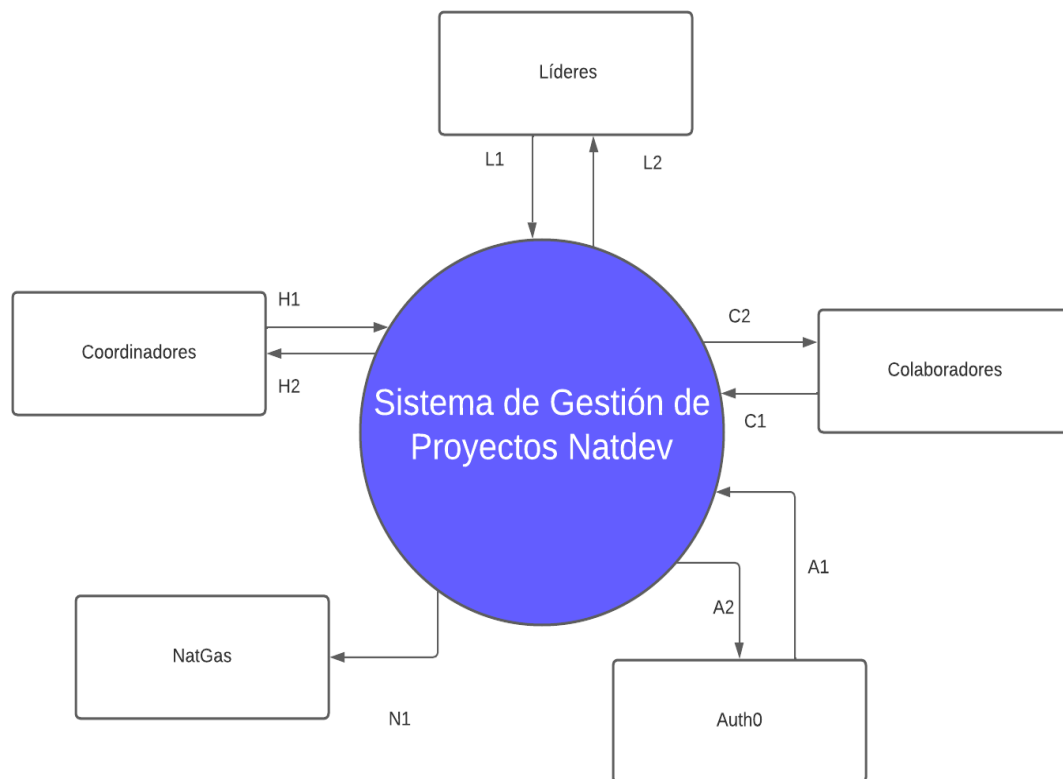 Líderes
L1
L2
H1
C2
Coordinadores
Colaboradores
H2
Sistema de Gestión de
Proyectos Natdev
C1
A1
A2
NatGas
N1
Auth0